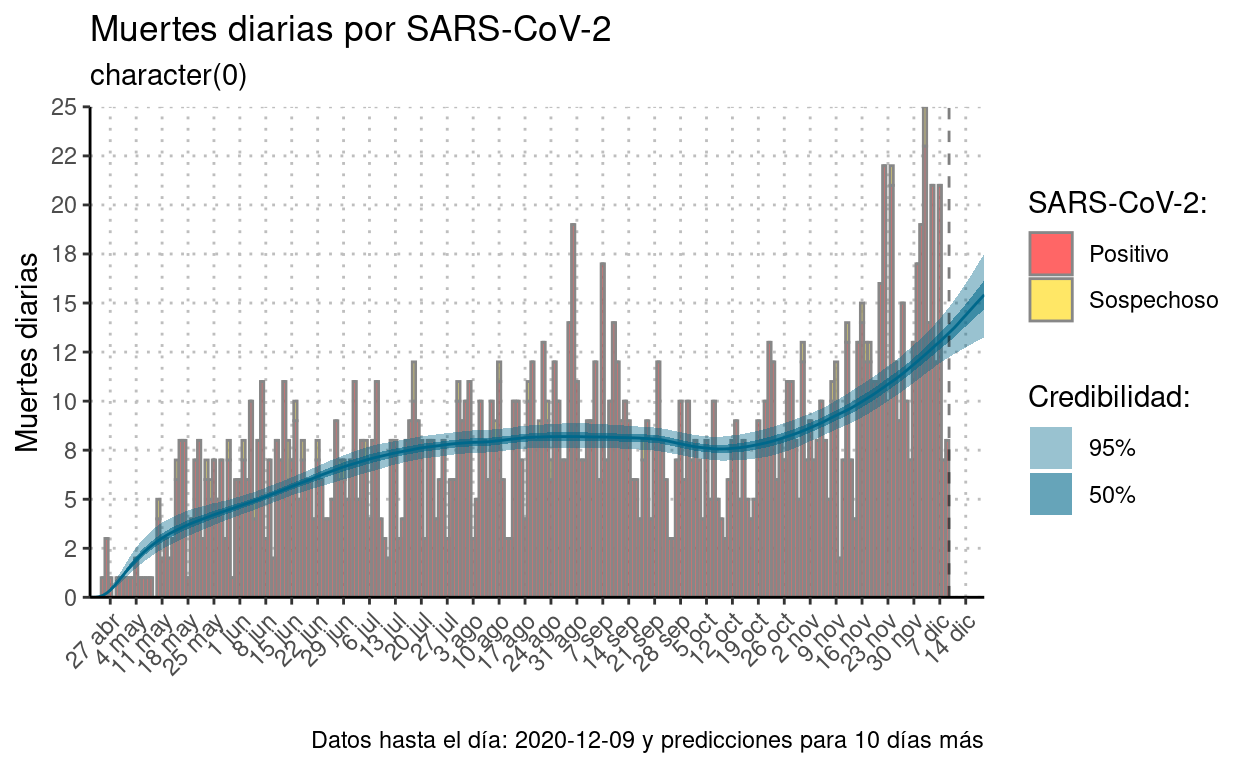 Muertes diarias por SARS-CoV-2
character(0)
Muertes diarias
25
22
20
18
15
12
10
8
5
2
0
27 abr
4 may
11 may
18 may
25 may
1 jun
8 jun
15 jun
22 jun
29 jun
6 jul
13 jul
20 jul
27 jul
3 ago
10 ago
17 ago
24 ago
31 ago
7 sep
14 sep
21 sep
28 sep
5 oct
12 oct
19 oct
26 oct
2 nov
9 nov
16 nov
23 nov
30 nov
7 dic
14 dic
SARS-CoV-2:
Positivo
Sospechoso
Credibilidad:
95%
50%
Datos hasta el día: 2020-12-09 y predicciones para 10 días más